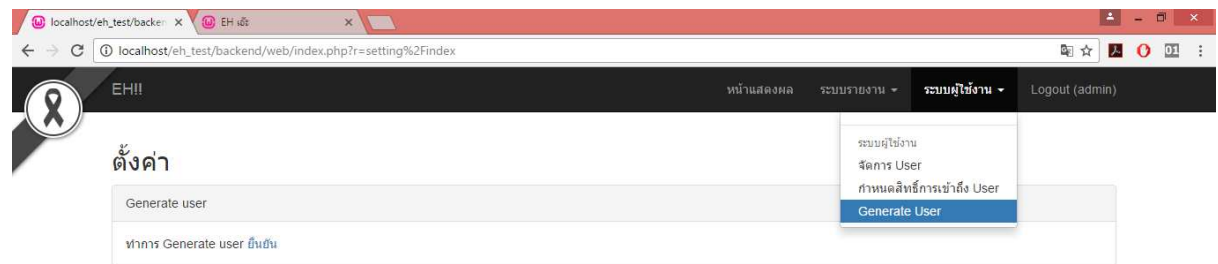 localhost/eh_test/backen
EH เอ๊ะ
localhost/eh_test/backend/web/index.php?r=setting%2Findex
01
EH!! หน้าแสดงผล ระบบรายงาน ระบบผู้ใช้งาน Logout (admin)
ระบบผู้ใช้งาน
จัดการ User
กำหนดสิทธิ์การเข้าถึง User
Generate User
ตั้งค่า
Generate user
ทำการ Generate user ยืนยัน